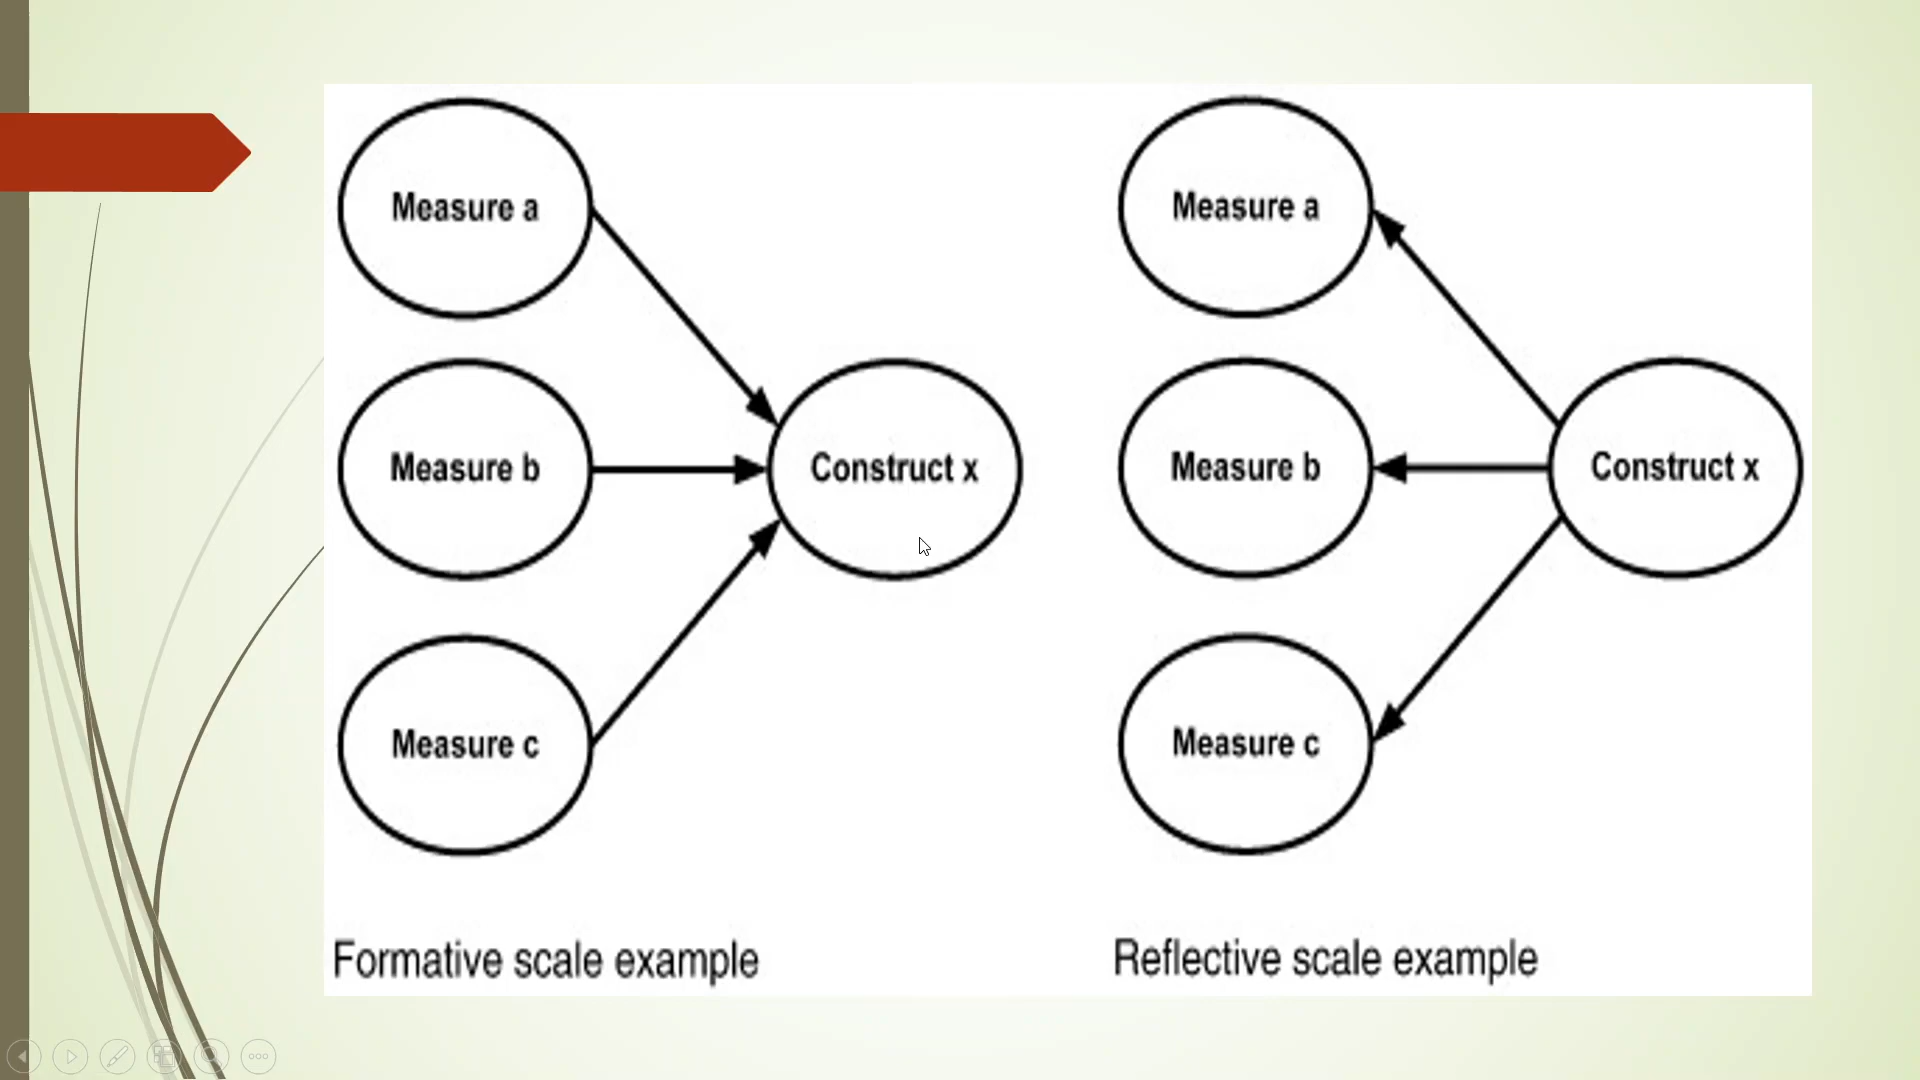 Measure a
Measure b
Construct x
Measure c
Formative scale example
Measure a
Measure b
Construct x
Measure c
Reflective scale example